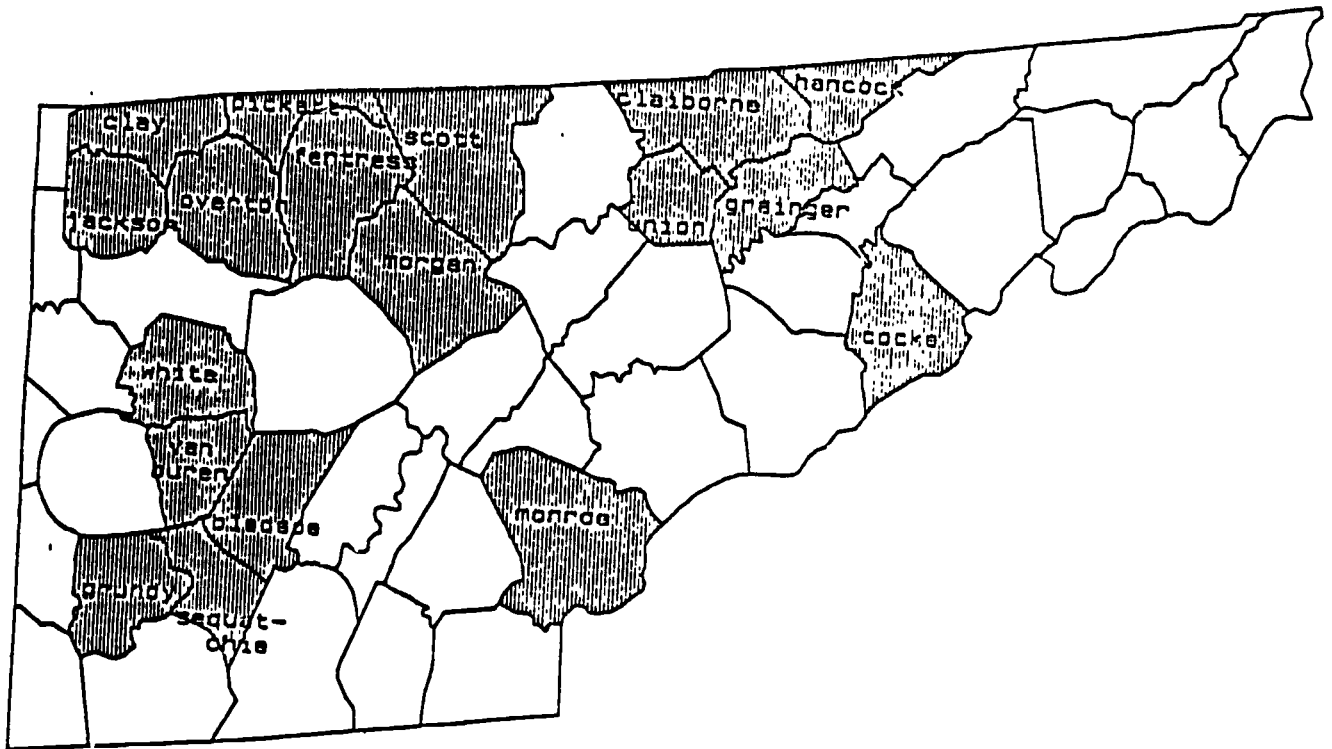 hancock
claiborne
pickett
clay
scott
fentress
overton
grainger
jackson
union
morgan
cocke
white
van
buren
monroe
bledsoe
grundy
sequat-
chie